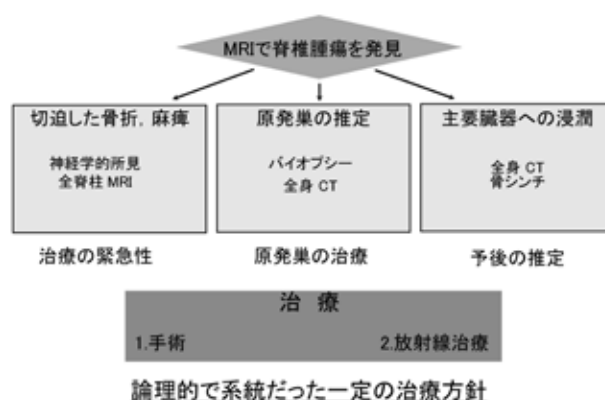 MRIで脊椎腫瘍を発見
切迫した骨折，麻痺
神経学的所見
全脊柱 MRI
治療の緊急性
原発巣の推定
バイオプシー
全身 CT
原発巣の治療
主要臓器への浸潤
全身 CT
骨シンチ
予後の推定
治 療
1.手術
2.放射線治療
論理的で系統だった一定の治療方針